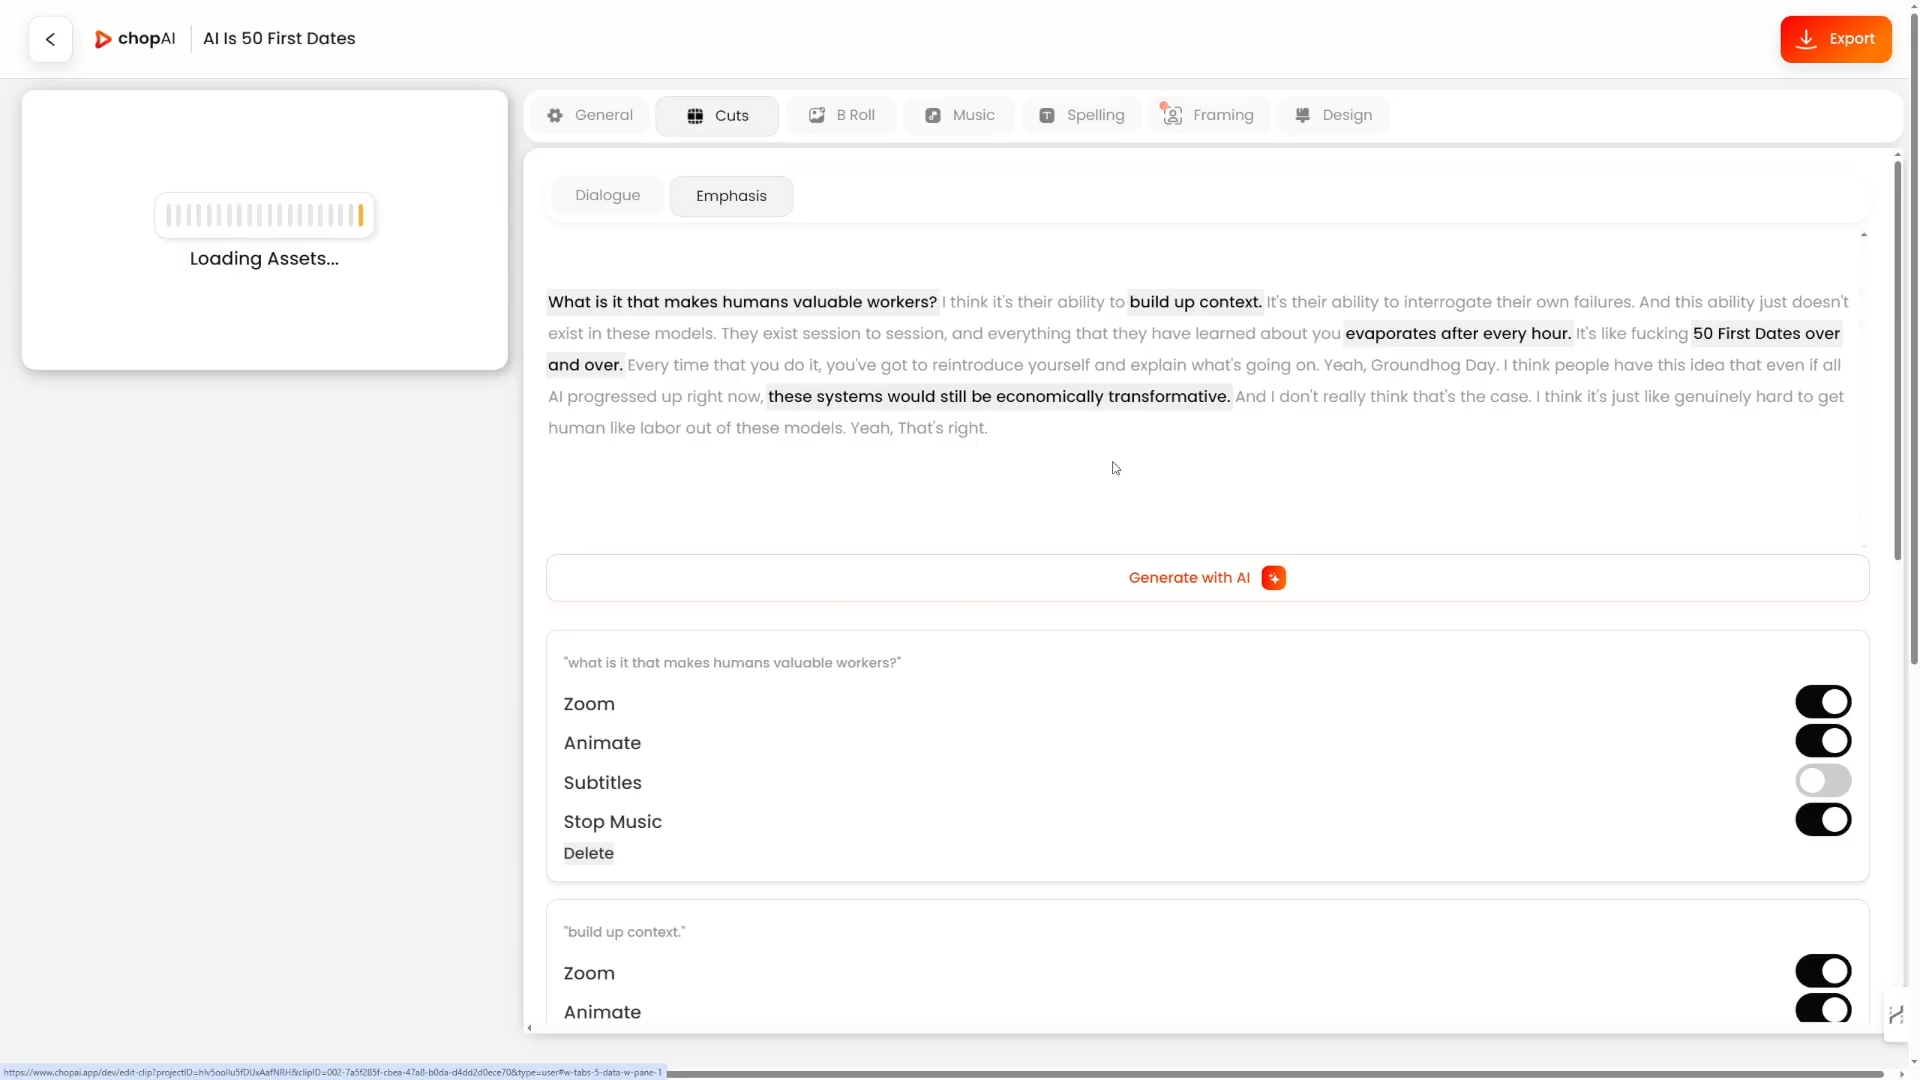 chopAI
AI Is 50 First Dates
Export
General
Cuts
B Roll
Music
Spelling
Framing
Design
Loading Assets...
Dialogue
Emphasis
What is it that makes humans valuable workers? I think it's their ability to build up context. It's their ability to interrogate their own failures. And this ability just doesn't
exist in these models. They exist session to session, and everything that they have learned about you evaporates after every hour. It's like fucking 50 First Dates over
and over. Every time that you do it, you've got to reintroduce yourself and explain what's going on. Yeah, Groundhog Day. I think people have this idea that even if all
AI progressed up right now, these systems would still be economically transformative. And I don't really think that's the case. I think it's just like genuinely hard to get
human like labor out of these models. Yeah, That's right.
Generate with AI
"what is it that makes humans valuable workers?"
Zoom
Animate
Subtitles
Stop Music
Delete
"build up context."
Zoom
Animate